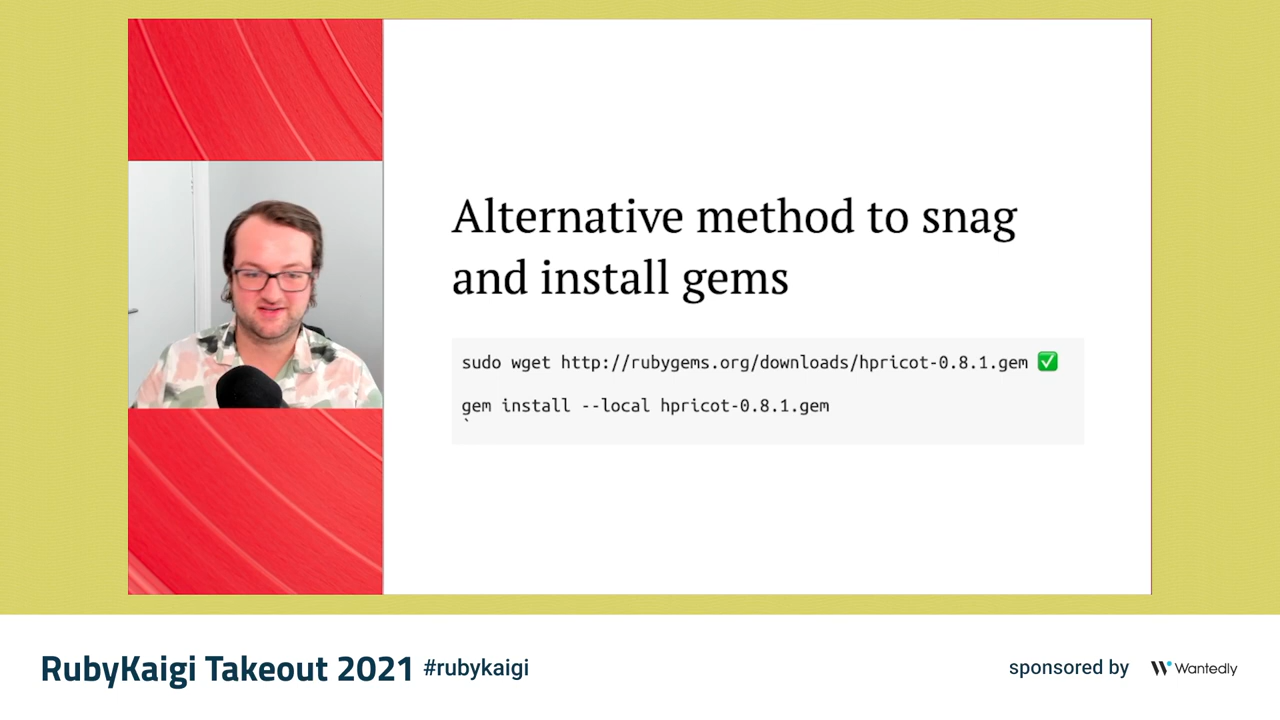 Alternative method to snag
and install gems
sudo wget http://rubygems.org/downloads/hpricot-0.8.1.gem ✅
gem install --local hpricot-0.8.1.gem
`
RubyKaigi Takeout 2021 #rubykaigi
sponsored by Wantedly